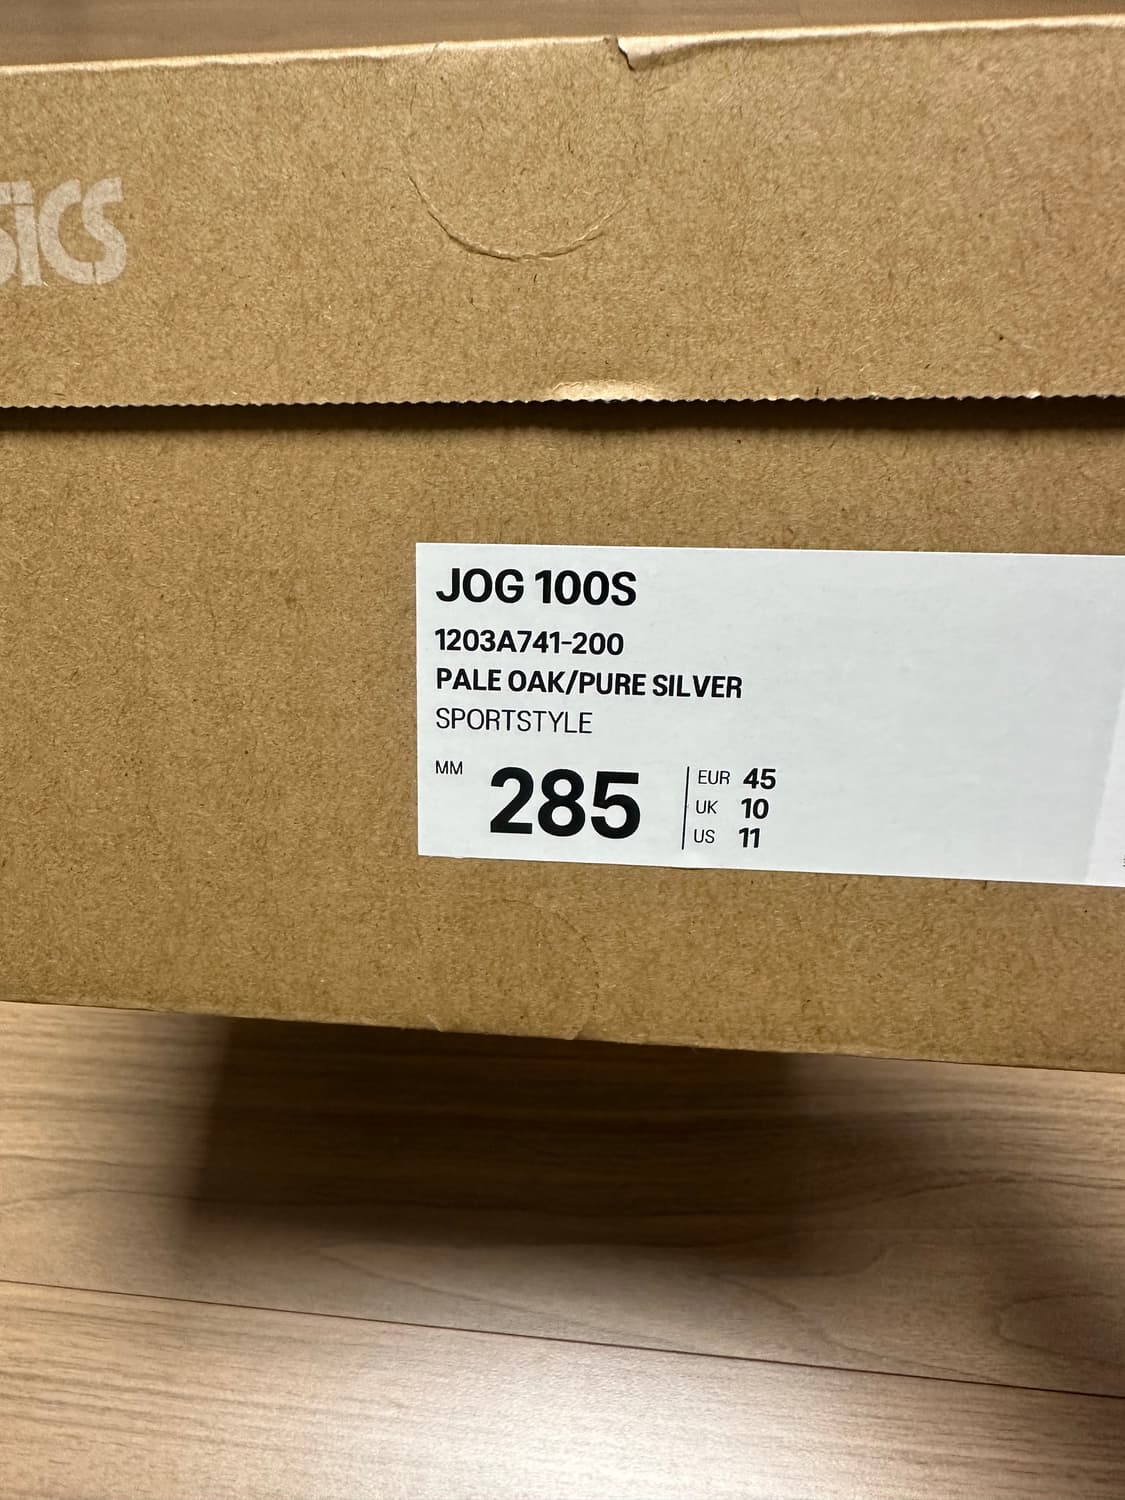 SICS
JOG 100S
1203A741-200
PALE OAK/PURE SILVER
SPORTSTYLE
MM 285
EUR 45
UK 10
US 11